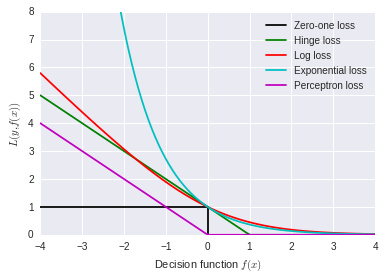 8
7
6
5
4
3
2
1
0
L(y, f(x))
Zero-one loss
Hinge loss
Log loss
Exponential loss
Perceptron loss
−4 −3 −2 −1 0 1 2 3 4
Decision function f(x)